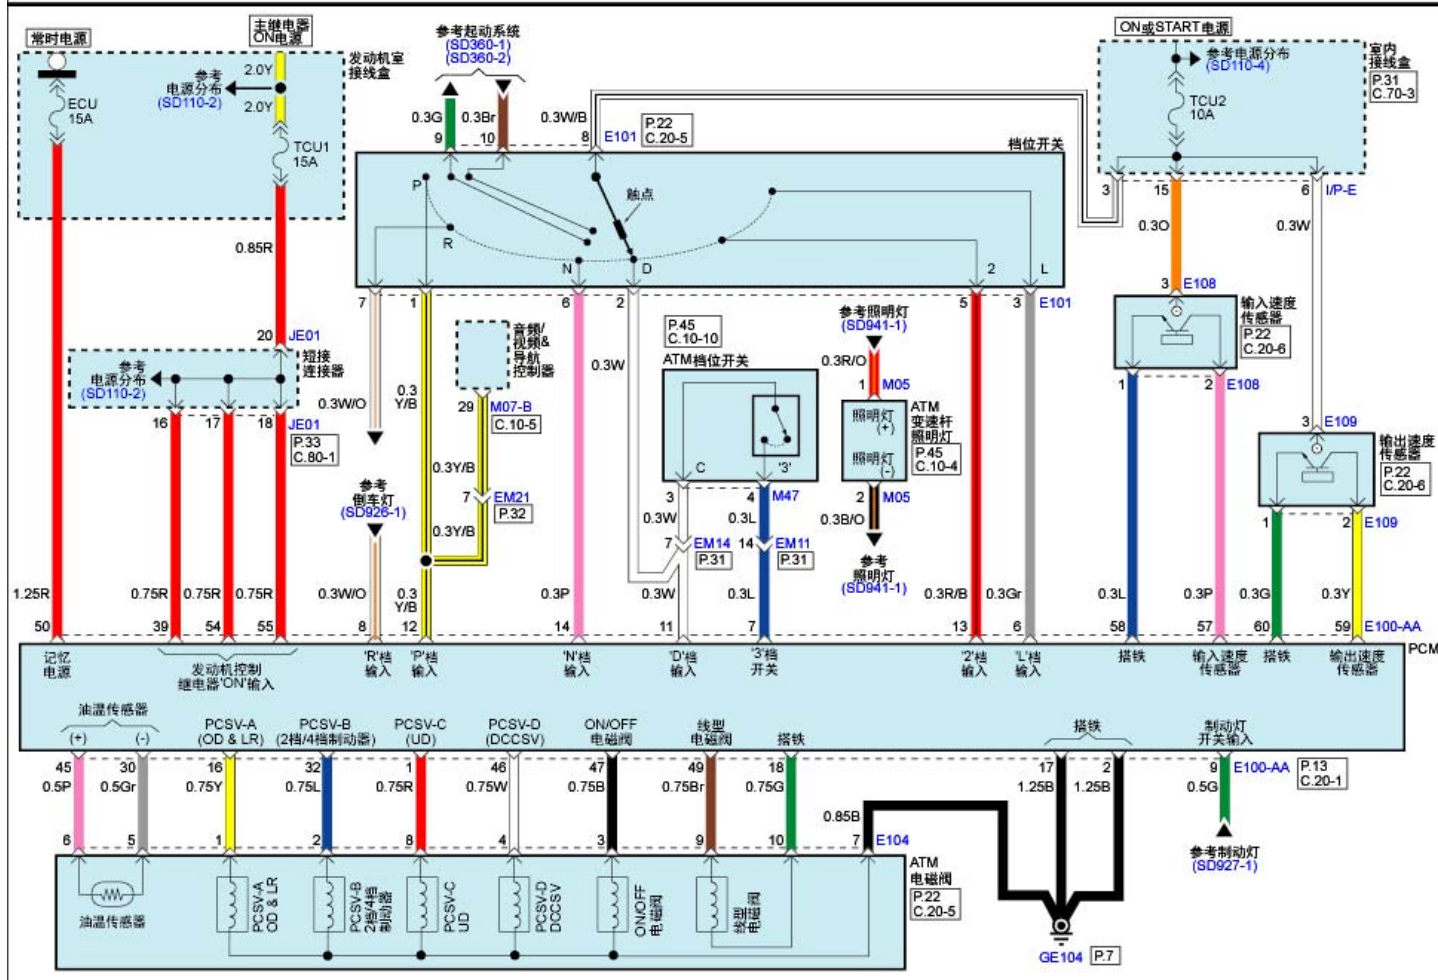 常时电源
主继电器
ON电源
参考起动系统
(SD360-1)
(SD360-2)
ON或START电源
发动机室
接线盒
2.0Y
参考
电源分布
(SD110-2)
2.0Y
ECU
15A
TCU1
15A
0.3G
0.3Br
0.3W/B
9
10
8
E101
P.22
C.20-5
参考电源分布
(SD110-4)
室内
接线盒
P.31
C.70-3
TCU2
10A
档位开关
P
R
N
D
2
L
触点
3
15
6
I/P-E
0.85R
0.3O
0.3W
7
1
6
2
5
3
E101
3
E108
输入速度
传感器
P.22
C.20-6
1
2
E108
20
JE01
短接
连接器
参考
电源分布
(SD110-2)
16
17
18
JE01
P.33
C.80-1
音频/
视频&
导航
控制器
29
M07-B
C.10-5
0.3W/O
0.3
Y/B
0.3Y/B
7
EM21
P.32
0.3Y/B
参考
倒车灯
(SD926-1)
0.3W
P.45
C.10-10
ATM档位开关
C
'3'
3
4
M47
0.3W
0.3L
7
EM14
P.31
14
EM11
P.31
参考照明灯
(SD941-1)
0.3R/O
1
M05
照明灯
(+)
照明灯
(-)
ATM
变速杆
照明灯
P.45
C.10-4
2
M05
0.3B/O
参考
照明灯
(SD941-1)
3
E109
输出速度
传感器
P.22
C.20-6
1
2
E109
1.25R
0.75R
0.75R
0.75R
0.3W/O
0.3
Y/B
0.3P
0.3W
0.3L
0.3R/B
0.3Gr
0.3L
0.3P
0.3G
0.3Y
50
39
54
55
8
12
14
11
7
13
6
58
57
60
59
E100-AA
PCM
记忆
电源
发动机控制
继电器'ON'输入
'R'档
输入
'P'档
输入
'N'档
输入
'D'档
输入
'3'档
开关
'2'档
输入
'L'档
输入
搭铁
输入速度
传感器
搭铁
输出速度
传感器
油温传感器
(+)
(-)
PCSV-A
(OD & LR)
PCSV-B
(2档/4档制动器)
PCSV-C
(UD)
PCSV-D
(DCCSV)
ON/OFF
电磁阀
线型
电磁阀
搭铁
搭铁
制动灯
开关输入
45
30
16
32
1
46
47
49
18
17
2
9
E100-AA
P.13
C.20-1
0.5P
0.5Gr
0.75Y
0.75L
0.75R
0.75W
0.75B
0.75Br
0.75G
1.25B
1.25B
0.5G
0.85B
6
5
1
2
8
4
3
9
10
7
E104
参考制动灯
(SD927-1)
ATM
电磁阀
P.22
C.20-5
油温传感器
PCSV-A
OD & LR
PCSV-B
2档/4档
制动器
PCSV-C
UD
PCSV-D
DCCSV
ON/OFF
电磁阀
线型
电磁阀
GE104
P.7